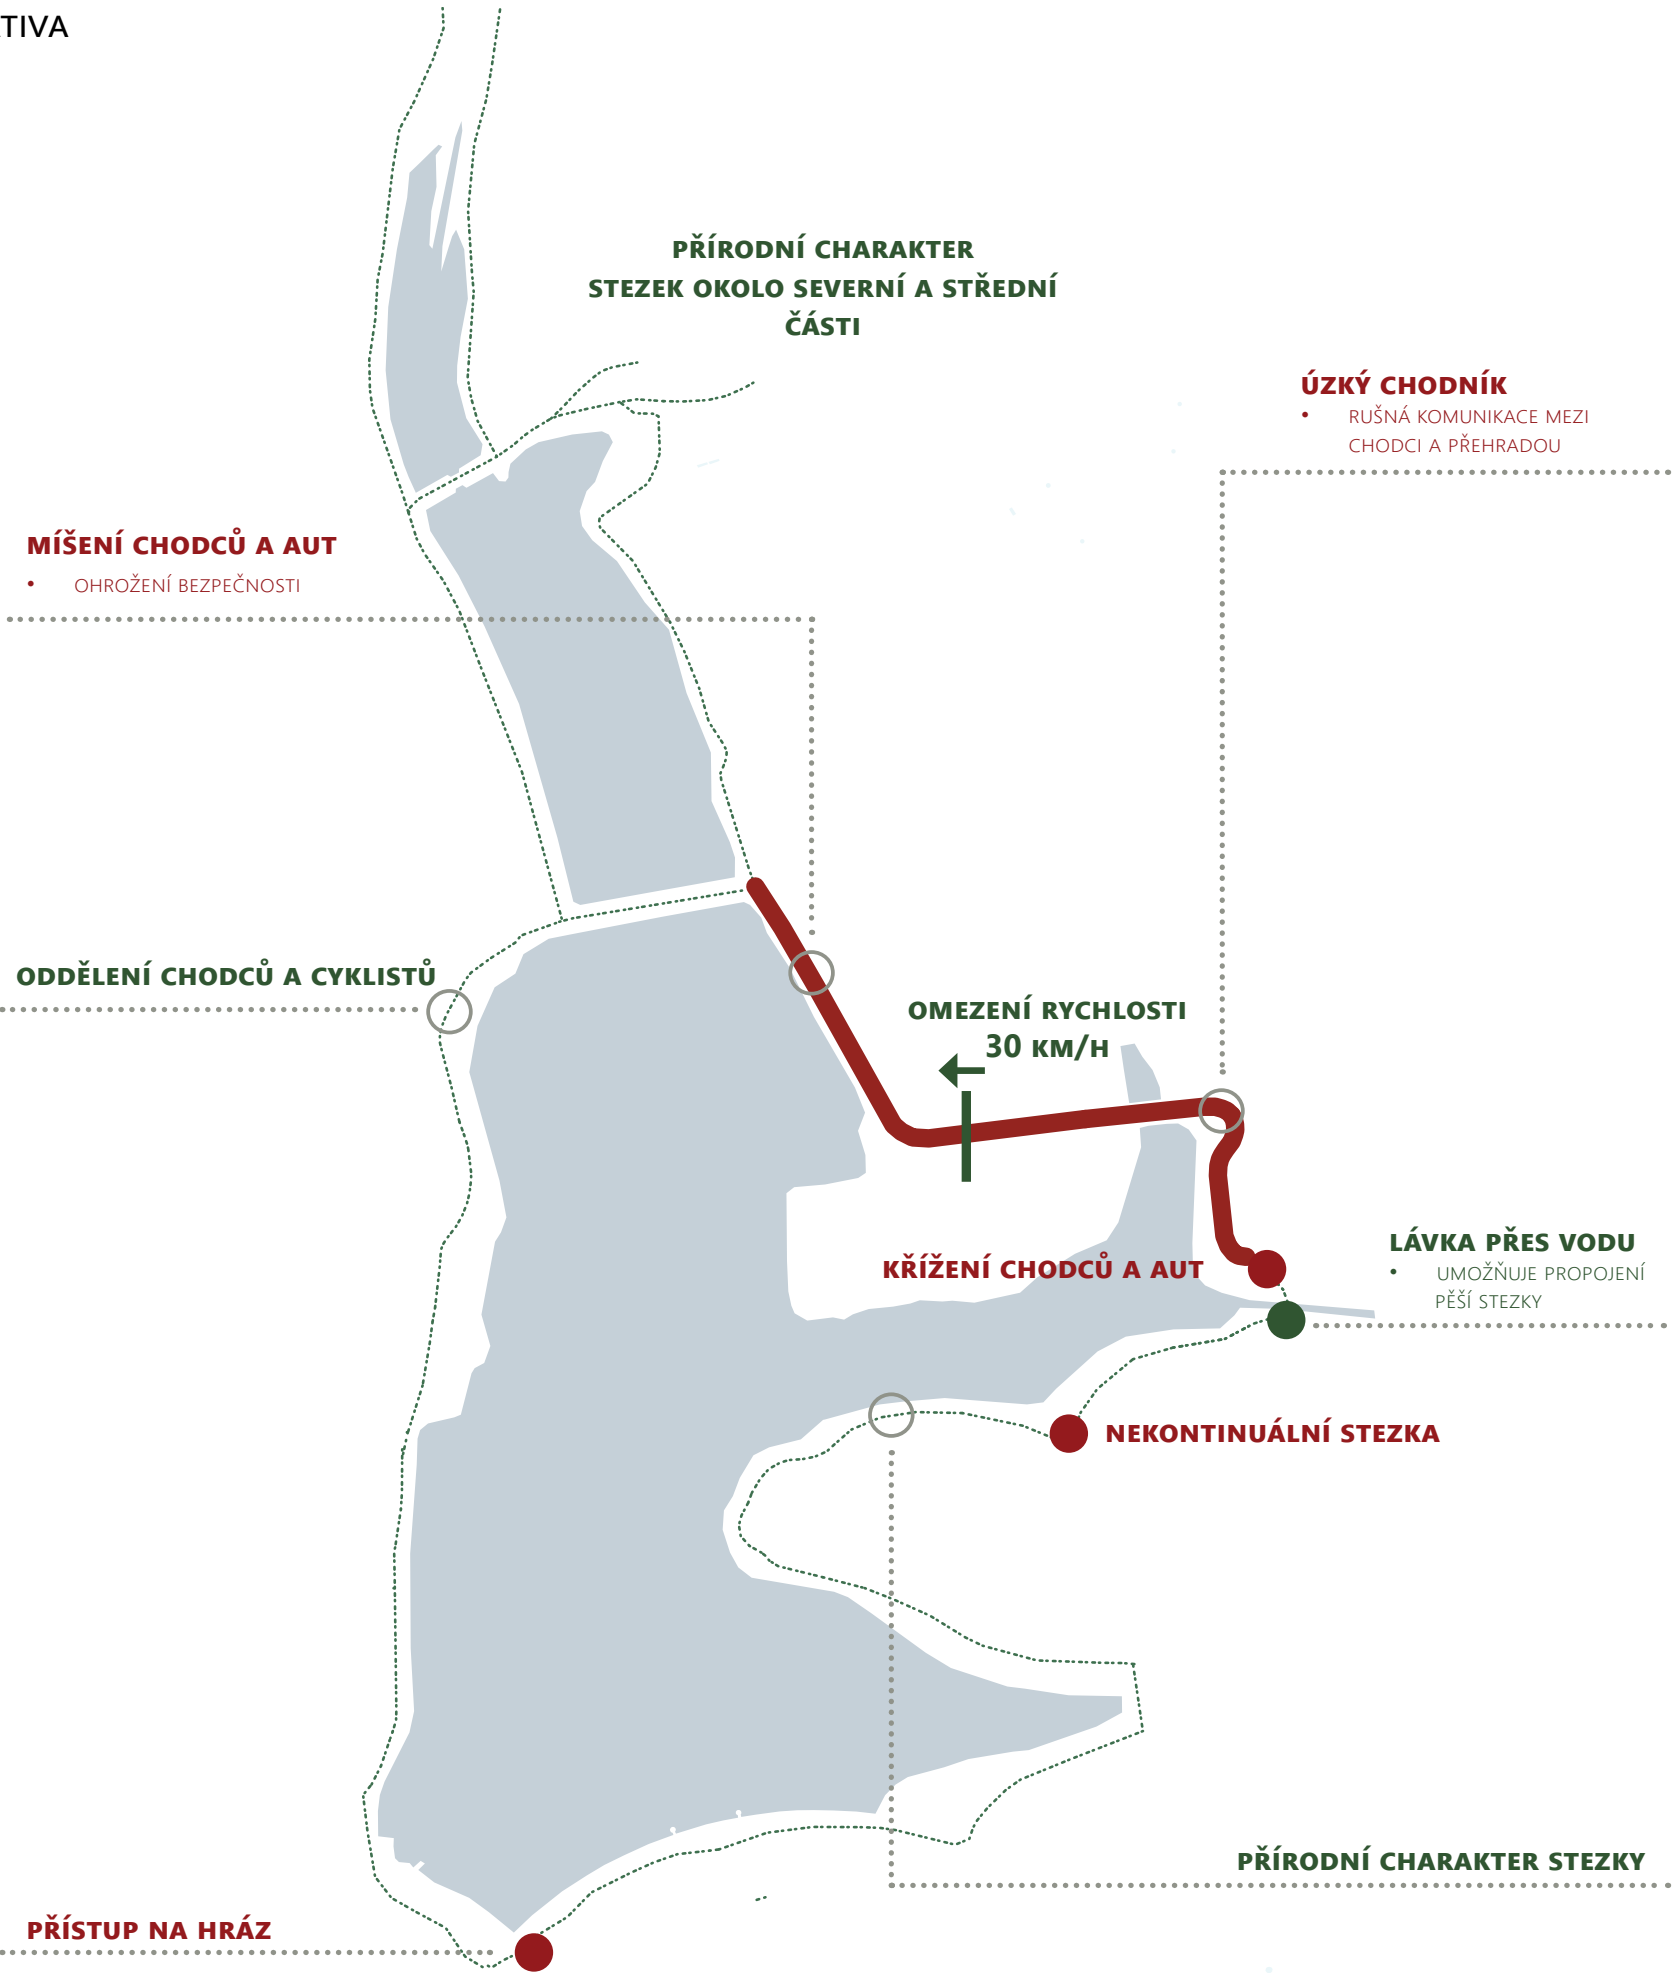 TIVA
PŘÍRODNÍ CHARAKTER
STEZEK OKOLO SEVERNÍ A STŘEDNÍ
ČÁSTI
ÚZKÝ CHODNÍK
• RUŠNÁ KOMUNIKACE MEZI
CHODCI A PŘEHRADOU
MÍŠENÍ CHODCŮ A AUT
• OHROŽENÍ BEZPEČNOSTI
ODDĚLENÍ CHODCŮ A CYKLISTŮ
OMEZENÍ RYCHLOSTI
30 KM/H
LÁVKA PŘES VODU
• UMOŽŇUJE PROPOJENÍ
PĚŠÍ STEZKY
KŘÍŽENÍ CHODCŮ A AUT
NEKONTINUÁLNÍ STEZKA
PŘÍRODNÍ CHARAKTER STEZKY
PŘÍSTUP NA HRÁZ